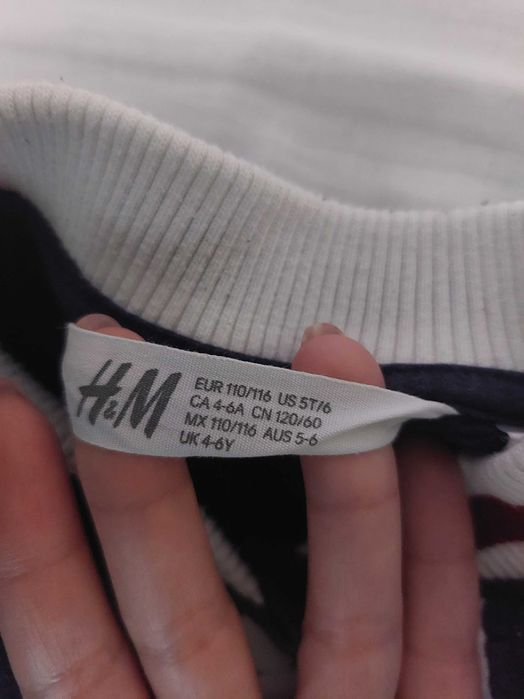 H&M
EUR 110/116 US 5T/6
CA 4-6A CN 120/60
MX 110/116 AUS 5-6
UK 4-6Y